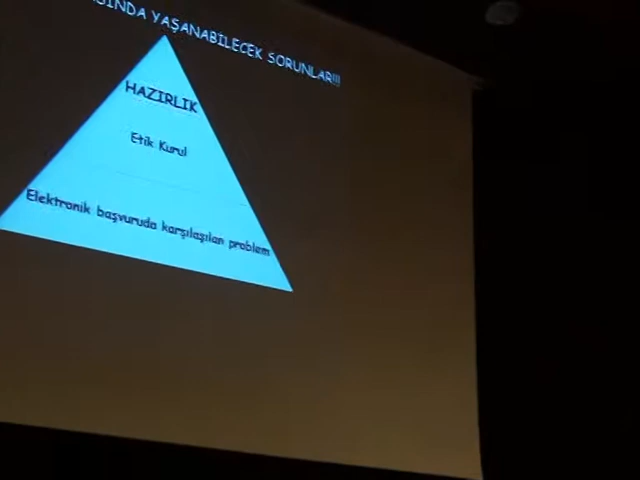 YAŞANABİLECEK SORUNLAR!!!
HAZIRLIK
Etik Kurul
Elektronik başvuruda karşılaşılan problem